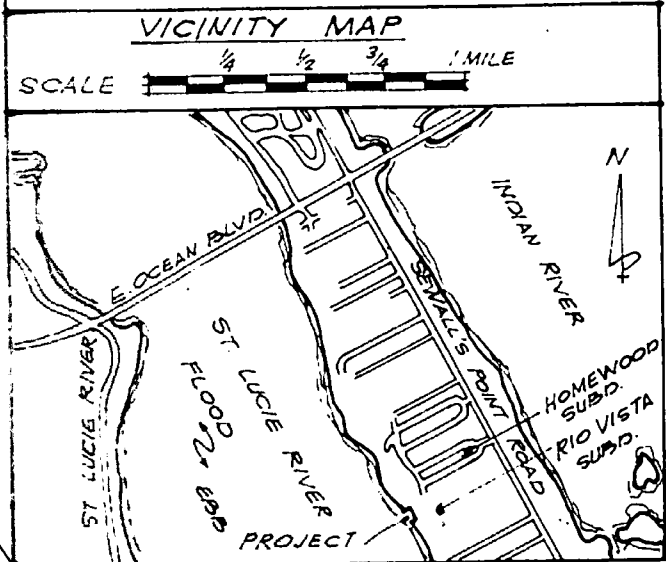 VICINITY MAP
1/4 1/2 3/4 1 MILE
SCALE
N
E. OCEAN BLVD.
INDIAN RIVER
SEWALL'S POINT ROAD
ST. LUCIE RIVER
ST LUCIE RIVER
FLOOD
EBB
HOMEWOOD
SUBD.
RIO VISTA
SUBD.
PROJECT